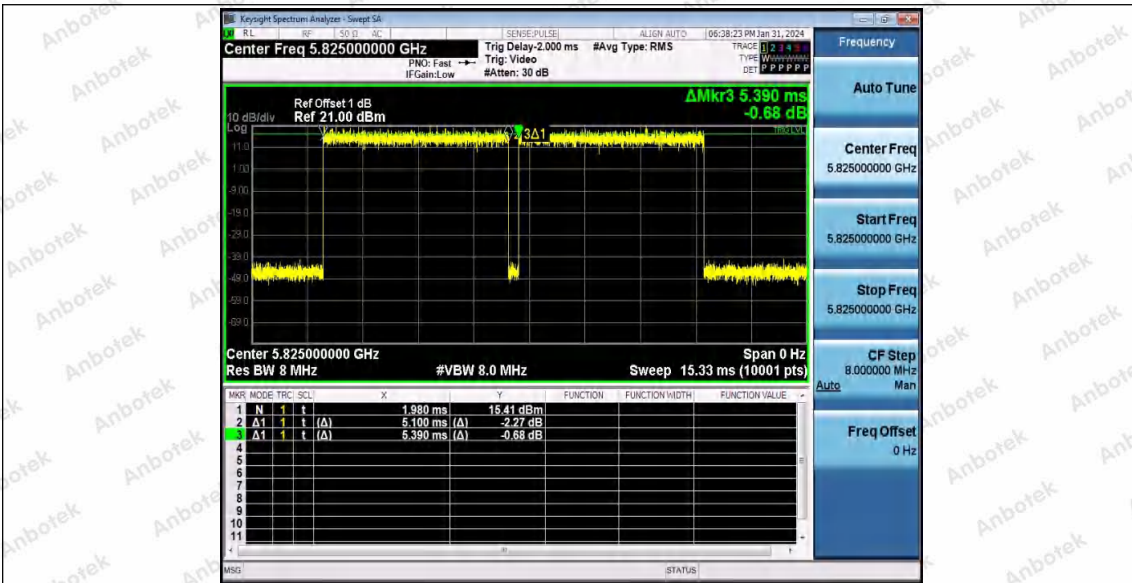 Keysight Spectrum Analyzer - Swept SA
RL RF 50 Ω AC SENSE:PULSE ALIGN AUTO 06:38:23 PM Jan 31, 2024
Center Freq 5.825000000 GHz
Trig Delay-2.000 ms #Avg Type: RMS
PNO: Fast Trig: Video
IFGain:Low #Atten: 30 dB
TRACE 1 2 3 4 5 6
TYPE W
DET P P P P P P
ΔMkr3 5.390 ms
-0.68 dB
Ref Offset 1 dB
10 dB/div Ref 21.00 dBm
Log
TRIG LVL
3Δ1
11.0
1.00
-9.00
-19.0
-29.0
-39.0
-49.0
-59.0
-69.0
Center 5.825000000 GHz Span 0 Hz
Res BW 8 MHz #VBW 8.0 MHz Sweep 15.33 ms (10001 pts)
MKR MODE TRC SCL X Y FUNCTION FUNCTION WIDTH FUNCTION VALUE
1 N 1 t 1.980 ms 15.41 dBm
2 Δ1 1 t (Δ) 5.100 ms (Δ) -2.27 dB
3 Δ1 1 t (Δ) 5.390 ms (Δ) -0.68 dB
4
5
6
7
8
9
10
11
MSG STATUS
Frequency
Auto Tune
Center Freq
5.825000000 GHz
Start Freq
5.825000000 GHz
Stop Freq
5.825000000 GHz
CF Step
8.000000 MHz
Auto Man
Freq Offset
0 Hz
Anbotek